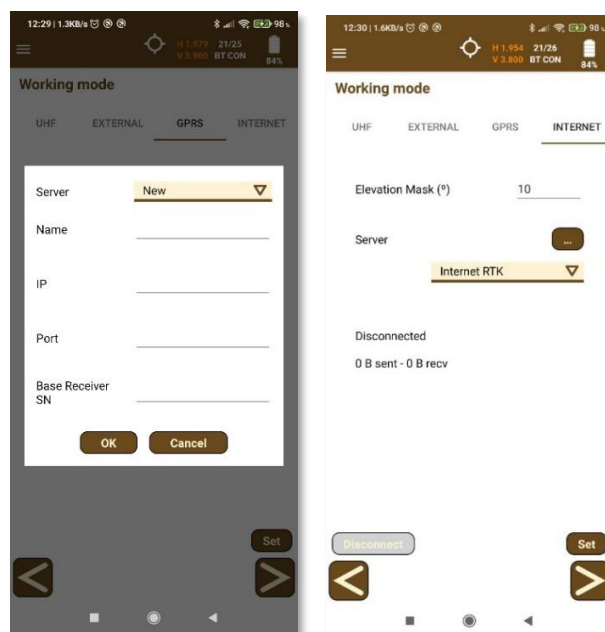 12:29 | 1.3KB/s
98
H 1.979 21/25
V 3.900 BT CON
84%
Working mode
UHF EXTERNAL GPRS INTERNET
Server New
Name
IP
Port
Base Receiver
SN
OK Cancel
Set
12:30 | 1.6KB/s
98
H 1.954 21/26
V 3.800 BT CON
84%
Working mode
UHF EXTERNAL GPRS INTERNET
Elevation Mask (º) 10
Server ...
Internet RTK
Disconnected
0 B sent - 0 B recv
Disconnect Set